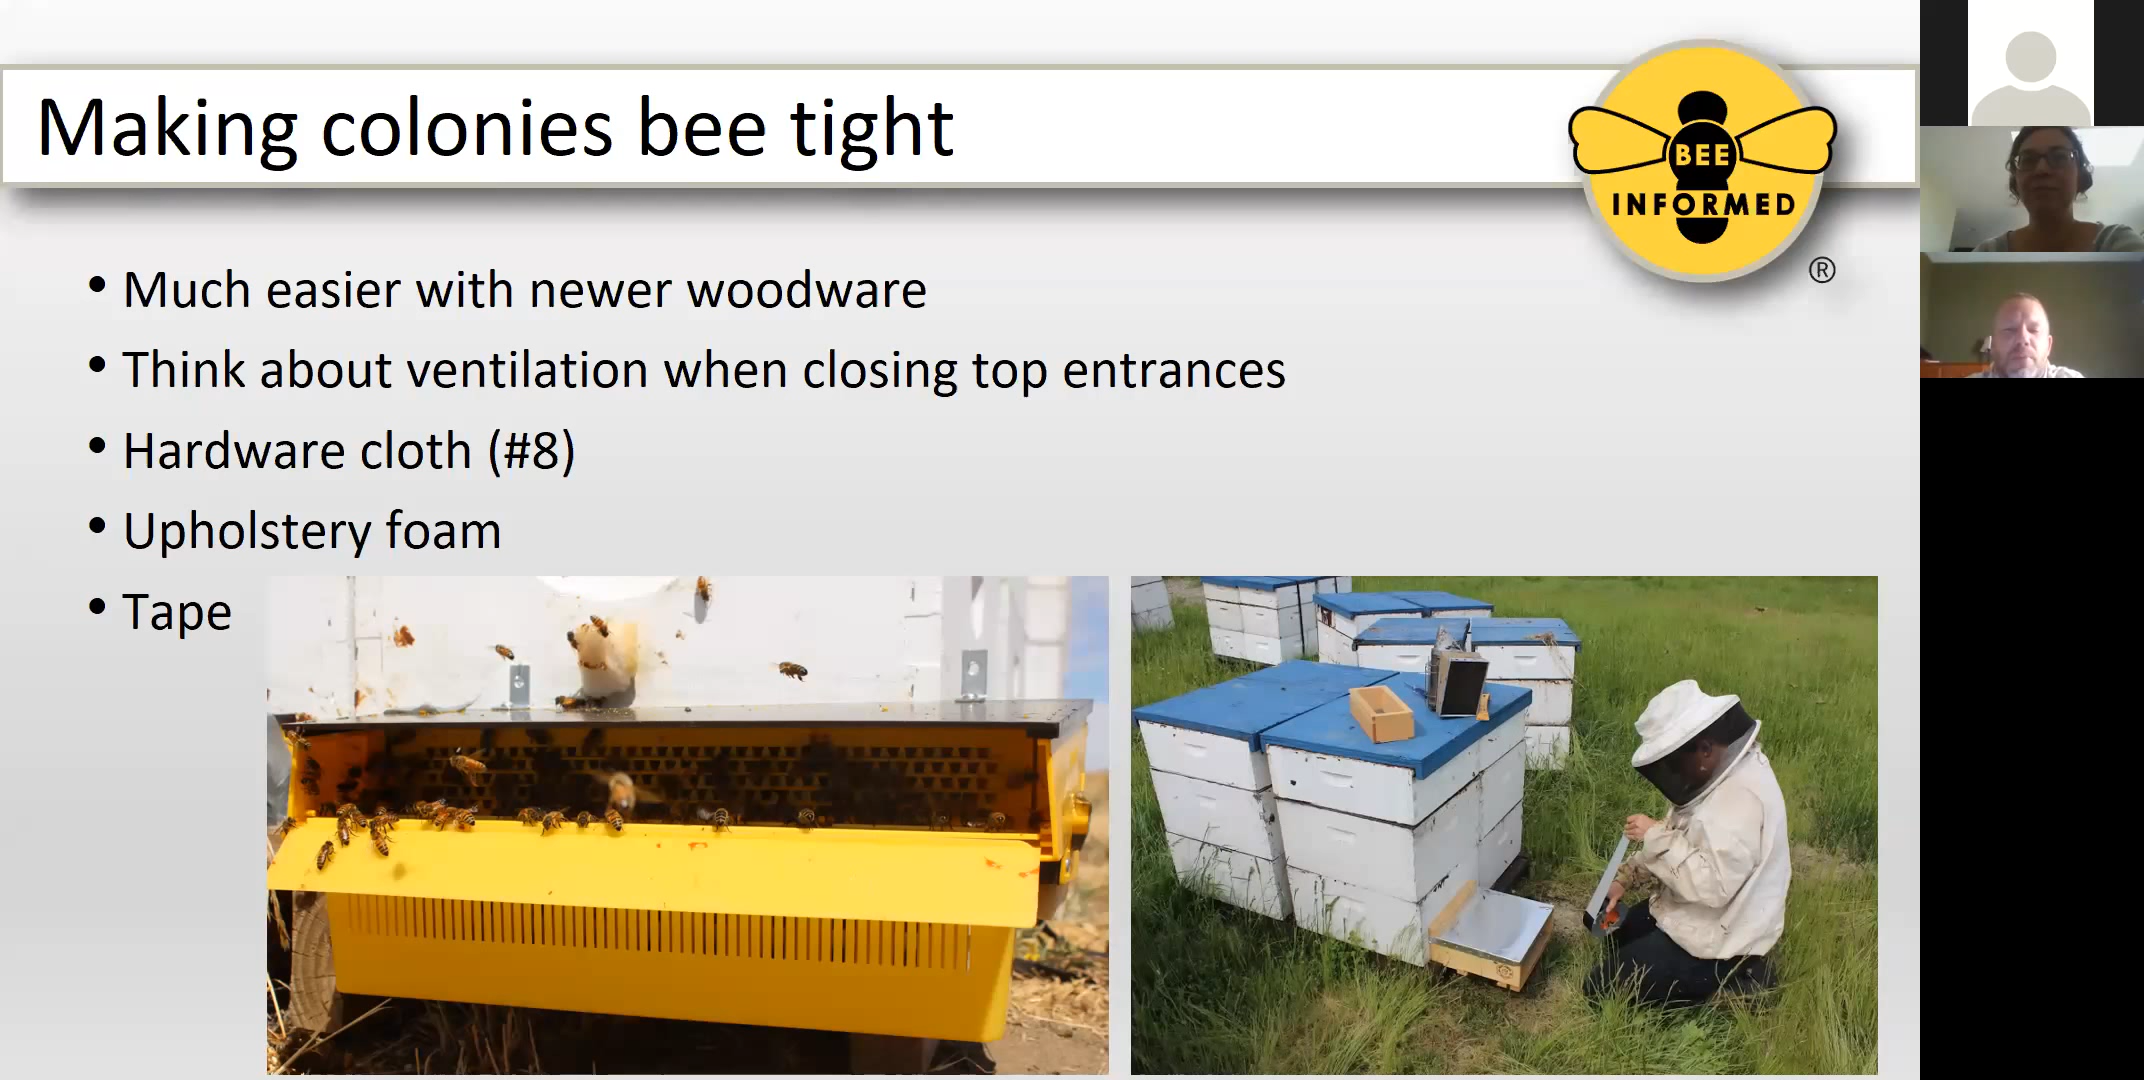 Making colonies bee tight
BEE
INFORMED
®
• Much easier with newer woodware
• Think about ventilation when closing top entrances
• Hardware cloth (#8)
• Upholstery foam
• Tape